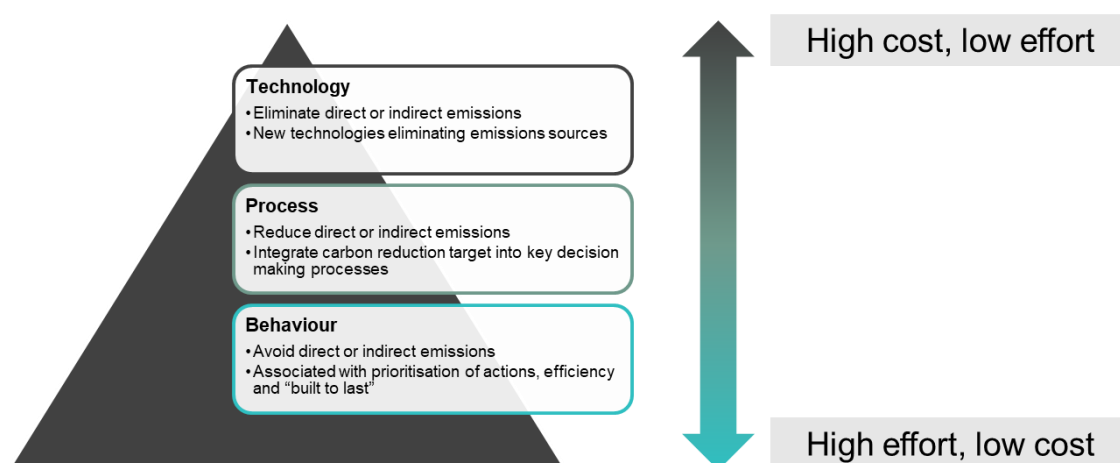 High cost, low effort
Technology
•Eliminate direct or indirect emissions
•New technologies eliminating emissions sources
Process
•Reduce direct or indirect emissions
•Integrate carbon reduction target into key decision
making processes
Behaviour
•Avoid direct or indirect emissions
•Associated with prioritisation of actions, efficiency
and “built to last”
High effort, low cost